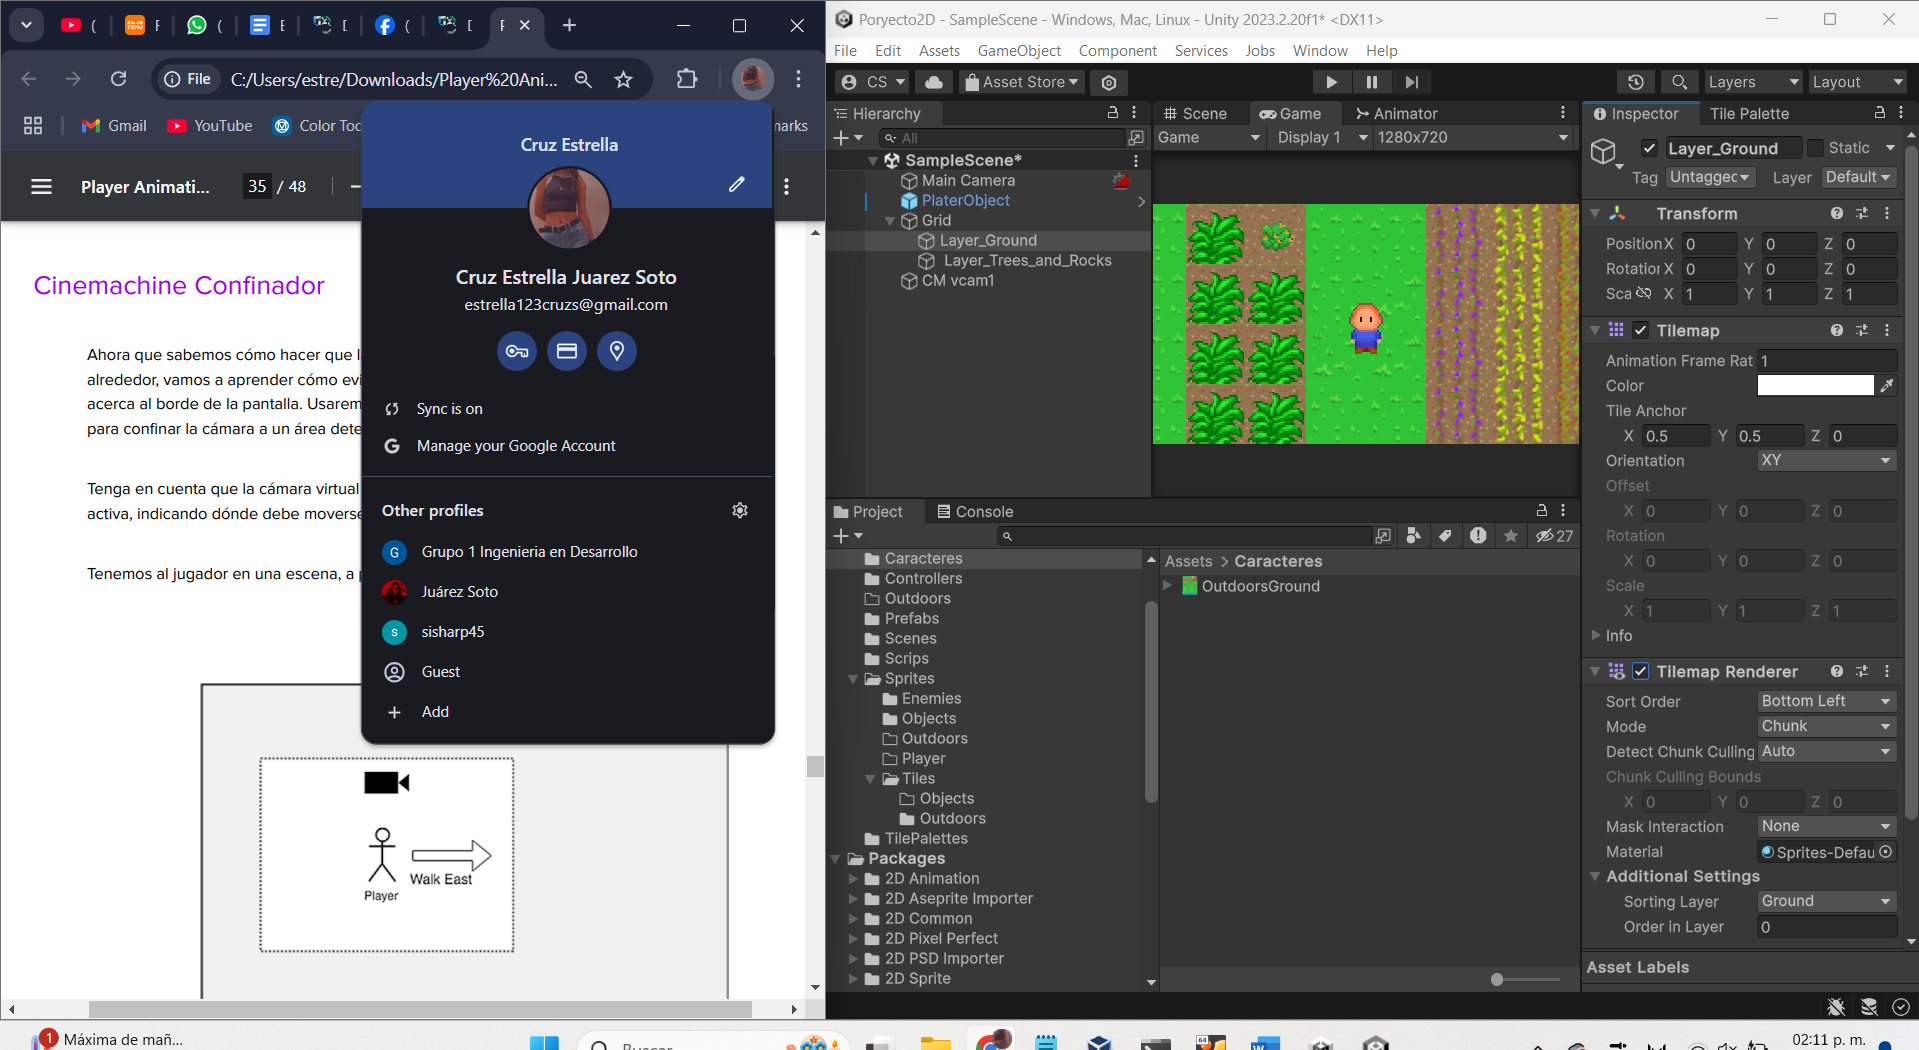 File
C:/Users/estre/Downloads/Player%20Ani...
Gmail
YouTube
Color
Player Animati...
35 / 48
Cinemachine Confinador
Ahora que sabemos cómo hacer que
alrededor, vamos a aprender cómo
acerca al borde de la pantalla.
para confinar la cámara a un área
Tenga en cuenta que la cámara virtual
activa, indicando dónde debe
Tenemos al jugador en una escena, a
Player
Walk East
Cruz Estrella
Cruz Estrella Juarez Soto
estrella123cruzs@gmail.com
Sync is on
Manage your Google Account
Other profiles
G Grupo 1 Ingenieria en Desarrollo
Juárez Soto
s sisharp45
Guest
Add
Poryecto2D - SampleScene - Windows, Mac, Linux - Unity 2023.2.20f1* <DX11>
File Edit Assets GameObject Component Services Jobs Window Help
CS Asset Store Layers Layout
Hierarchy
All
SampleScene*
Main Camera
PlaterObject
Grid
Layer_Ground
Layer_Trees_and_Rocks
CM vcam1
Scene Game Animator
Game Display 1 1280x720
Project Console
27
Caracteres
Controllers
Outdoors
Prefabs
Scenes
Scrips
Sprites
Enemies
Objects
Outdoors
Player
Tiles
Objects
Outdoors
TilePalettes
Packages
2D Animation
2D Aseprite Importer
2D Common
2D Pixel Perfect
2D PSD Importer
2D Sprite
Assets > Caracteres
OutdoorsGround
Inspector Tile Palette
Layer_Ground Static
Tag Untagged Layer Default
Transform
Position X 0 Y 0 Z 0
X 0 Y 0 Z 0
X 1 Y 1 Z 1
Tilemap
Animation Frame Rat 1
Color
Tile Anchor
X 0.5 Y 0.5 Z 0
Orientation XY
Offset
X 0 Y 0 Z 0
Rotation
X 0 Y 0 Z 0
Scale
X 1 Y 1 Z 1
Info
Tilemap Renderer
Sort Order Bottom Left
Mode Chunk
Detect Chunk Culling Auto
Chunk Culling Bounds
X 0 Y 0 Z 0
Mask Interaction None
Material Sprites-Defau
Additional Settings
Sorting Layer Ground
Order in Layer 0
Asset Labels
1 Máxima de mañ...
02:11 p. m.